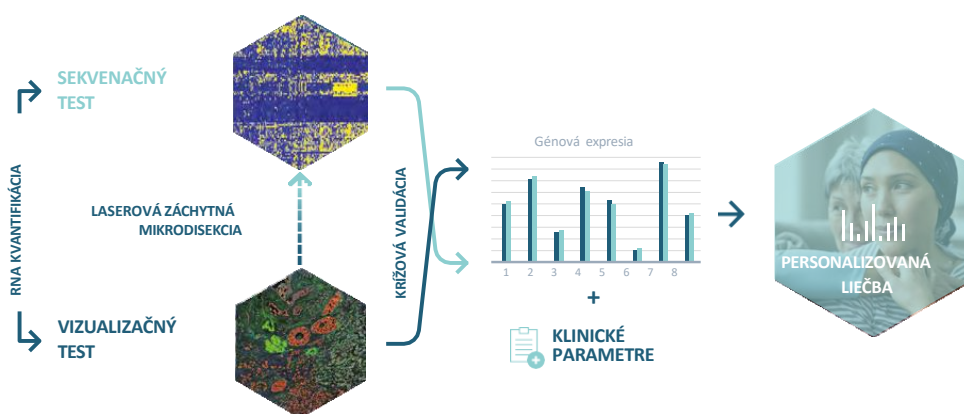 RNA KVANTIFIKÁCIA
SEKVENAČNÝ
TEST
LASEROVÁ ZÁCHYTNÁ
MIKRODISEKCIA
VIZUALIZAČNÝ
TEST
KRÍŽOVÁ VALIDÁCIA
Génová expresia
1 2 3 4 5 6 7 8
+
KLINICKÉ
PARAMETRE
PERSONALIZOVANÁ
LIEČBA